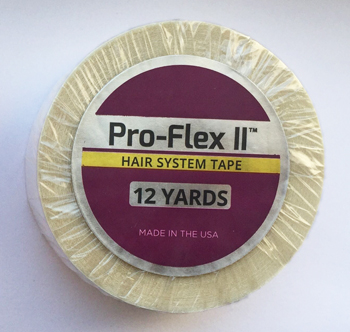 Pro-Flex II™
HAIR SYSTEM TAPE
12 YARDS
MADE IN THE USA